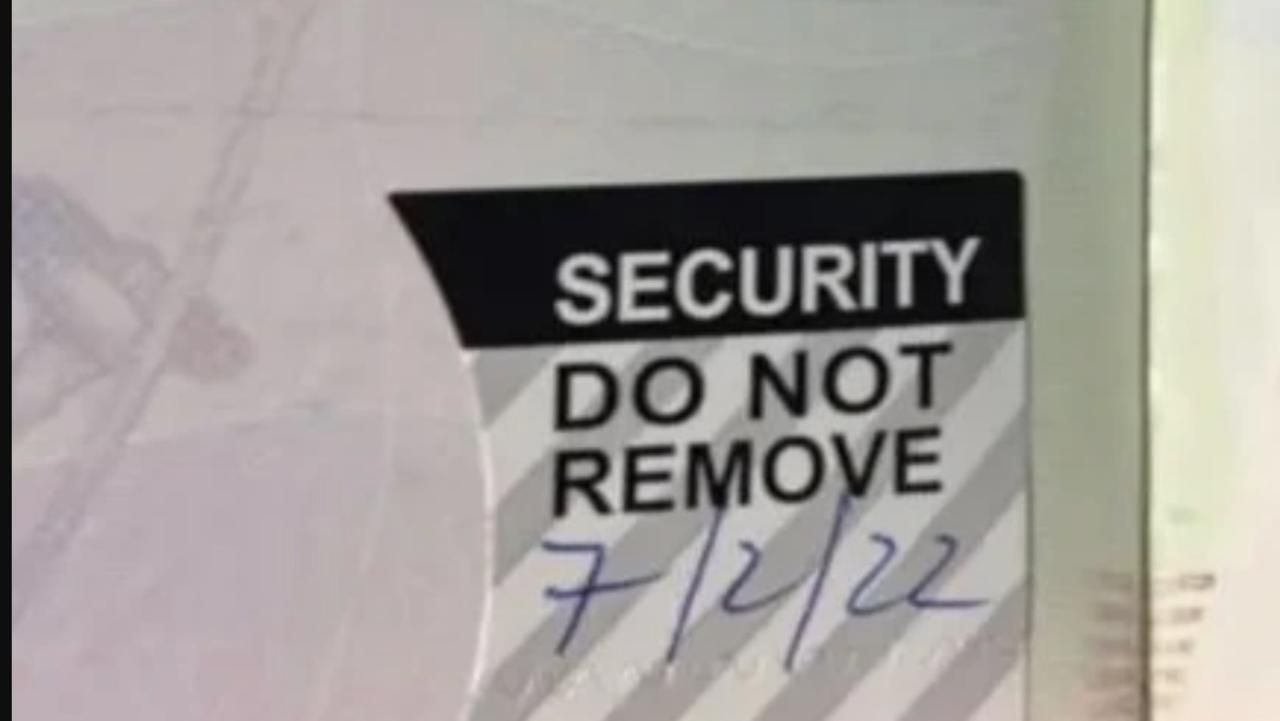 SECURITY
DO NOT
REMOVE
7/2/22